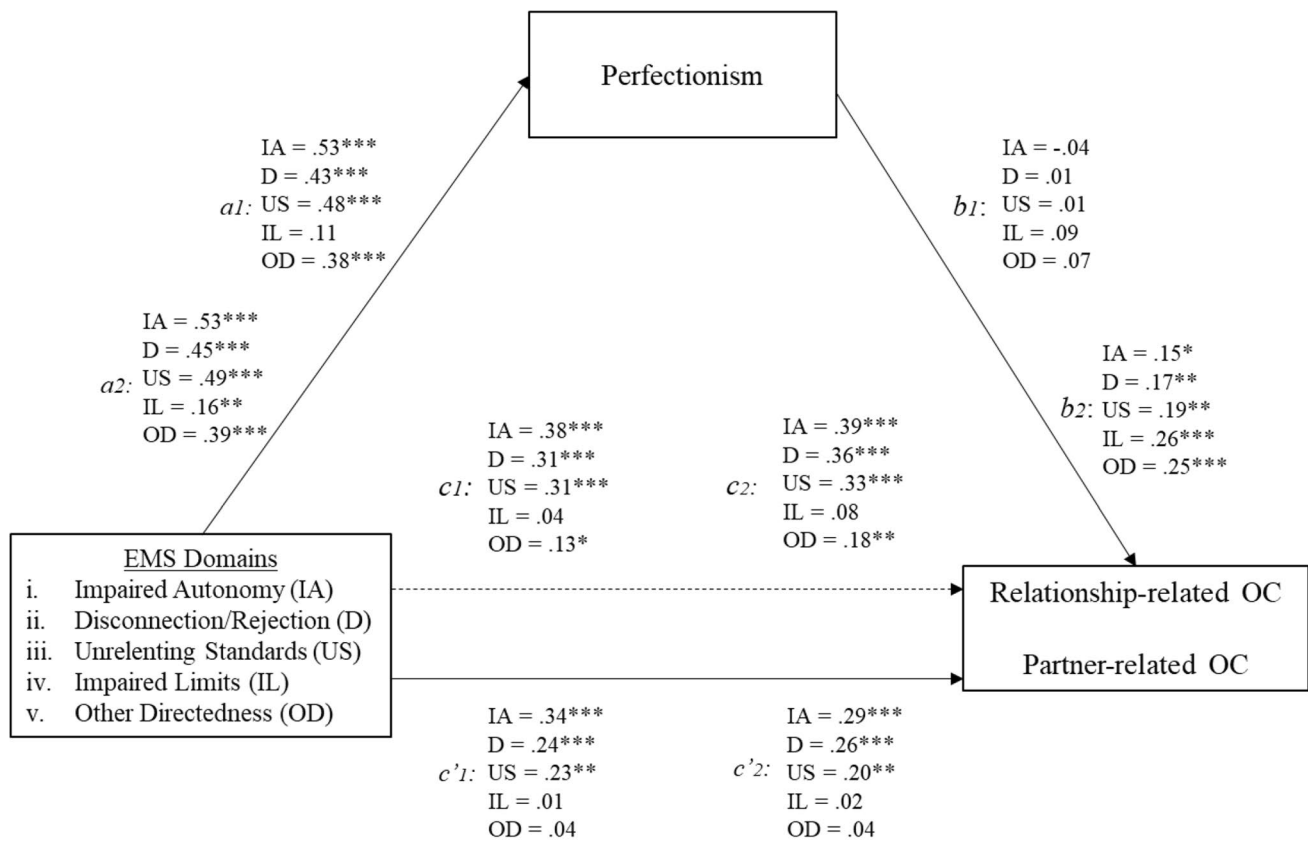 Perfectionism
IA = .53***
D = .43***
a1: US = .48***
IL = .11
OD = .38***
IA = -.04
D = .01
b1: US = .01
IL = .09
OD = .07
IA = .53***
D = .45***
a2: US = .49***
IL = .16**
OD = .39***
IA = .15*
D = .17**
b2: US = .19**
IL = .26***
OD = .25***
IA = .38***
D = .31***
c1: US = .31***
IL = .04
OD = .13*
IA = .39***
D = .36***
c2: US = .33***
IL = .08
OD = .18**
EMS Domains
i. Impaired Autonomy (IA)
ii. Disconnection/Rejection (D)
iii. Unrelenting Standards (US)
iv. Impaired Limits (IL)
v. Other Directedness (OD)
Relationship-related OC
Partner-related OC
IA = .34***
D = .24***
c'1: US = .23**
IL = .01
OD = .04
IA = .29***
D = .26***
c'2: US = .20**
IL = .02
OD = .04